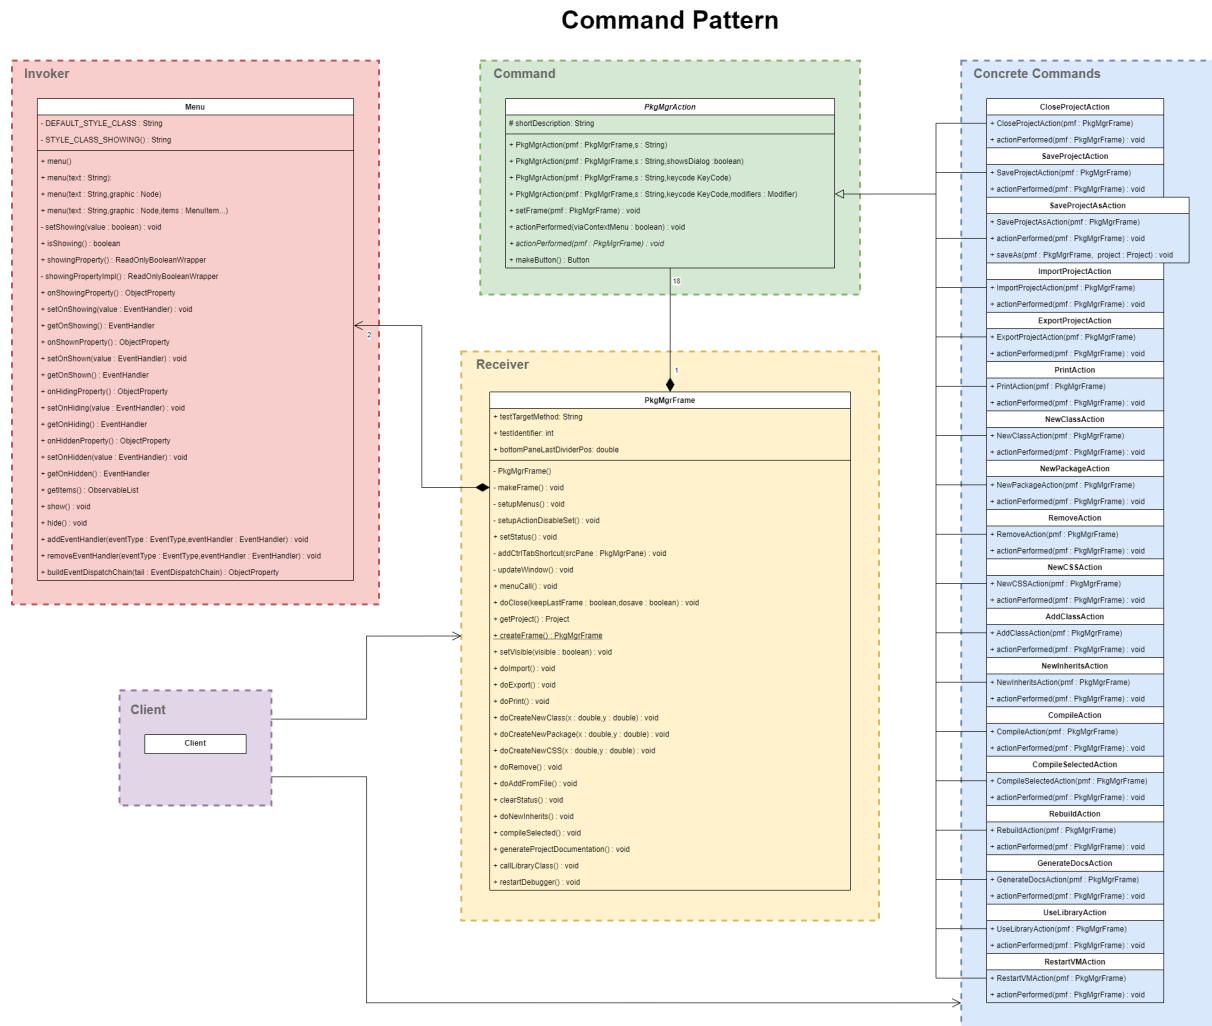 Command Pattern
Invoker
Menu
- DEFAULT_STYLE_CLASS : String
- STYLE_CLASS_SHOWING() : String
+ menu()
+ menu(text : String):
+ menu(text : String,graphic : Node)
+ menu(text : String,graphic : Node,items : MenuItem...)
- setShowing(value : boolean) : void
+ isShowing() : boolean
+ showingProperty() : ReadOnlyBooleanWrapper
- showingPropertyImpl() : ReadOnlyBooleanWrapper
+ onShowingProperty() : ObjectProperty
+ setOnShowing(value : EventHandler) : void
+ getOnShowing() : EventHandler
+ onShownProperty() : ObjectProperty
+ setOnShown(value : EventHandler) : void
+ getOnShown() : EventHandler
+ onHidingProperty() : ObjectProperty
+ setOnHiding(value : EventHandler) : void
+ getOnHiding() : EventHandler
+ onHiddenProperty() : ObjectProperty
+ setOnHidden(value : EventHandler) : void
+ getOnHidden() : EventHandler
+ getItems() : ObservableList
+ show() : void
+ hide() : void
+ addEventHandler(eventType : EventType,eventHandler : EventHandler) : void
+ removeEventHandler(eventType : EventType,eventHandler : EventHandler) : void
+ buildEventDispatchChain(tail : EventDispatchChain) : ObjectProperty
2
Command
PkgMgrAction
# shortDescription: String
+ PkgMgrAction(pmf : PkgMgrFrame,s : String)
+ PkgMgrAction(pmf : PkgMgrFrame,s : String,showsDialog :boolean)
+ PkgMgrAction(pmf : PkgMgrFrame,s : String,keycode KeyCode)
+ PkgMgrAction(pmf : PkgMgrFrame,s : String,keycode KeyCode,modifiers : Modifier)
+ setFrame(pmf : PkgMgrFrame) : void
+ actionPerformed(viaContextMenu : boolean) : void
+ actionPerformed(pmf : PkgMgrFrame) : void
+ makeButton() : Button
18
1
Receiver
PkgMgrFrame
+ testTargetMethod: String
+ testIdentifier: int
+ bottomPaneLastDividerPos: double
- PkgMgrFrame()
- makeFrame() : void
- setupMenus() : void
- setupActionDisableSet() : void
+ setStatus() : void
- addCtrlTabShortcut(srcPane : PkgMgrPane) : void
- updateWindow() : void
+ menuCall() : void
+ doClose(keepLastFrame : boolean,dosave : boolean) : void
+ getProject() : Project
+ createFrame() : PkgMgrFrame
+ setVisible(visible : boolean) : void
+ doImport() : void
+ doExport() : void
+ doPrint() : void
+ doCreateNewClass(x : double,y : double) : void
+ doCreateNewPackage(x : double,y : double) : void
+ doCreateNewCSS(x : double,y : double) : void
+ doRemove() : void
+ doAddFromFile() : void
+ clearStatus() : void
+ doNewInherits() : void
+ compileSelected() : void
+ generateProjectDocumentation() : void
+ callLibraryClass() : void
+ restartDebugger() : void
Client
Client
Concrete Commands
CloseProjectAction
+ CloseProjectAction(pmf : PkgMgrFrame)
+ actionPerformed(pmf : PkgMgrFrame) : void
SaveProjectAction
+ SaveProjectAction(pmf : PkgMgrFrame)
+ actionPerformed(pmf : PkgMgrFrame) : void
SaveProjectAsAction
+ SaveProjectAsAction(pmf : PkgMgrFrame)
+ actionPerformed(pmf : PkgMgrFrame) : void
+ saveAs(pmf : PkgMgrFrame, project : Project) : void
ImportProjectAction
+ ImportProjectAction(pmf : PkgMgrFrame)
+ actionPerformed(pmf : PkgMgrFrame) : void
ExportProjectAction
+ ExportProjectAction(pmf : PkgMgrFrame)
+ actionPerformed(pmf : PkgMgrFrame) : void
PrintAction
+ PrintAction(pmf : PkgMgrFrame)
+ actionPerformed(pmf : PkgMgrFrame) : void
NewClassAction
+ NewClassAction(pmf : PkgMgrFrame)
+ actionPerformed(pmf : PkgMgrFrame) : void
NewPackageAction
+ NewPackageAction(pmf : PkgMgrFrame)
+ actionPerformed(pmf : PkgMgrFrame) : void
RemoveAction
+ RemoveAction(pmf : PkgMgrFrame)
+ actionPerformed(pmf : PkgMgrFrame) : void
NewCSSAction
+ NewCSSAction(pmf : PkgMgrFrame)
+ actionPerformed(pmf : PkgMgrFrame) : void
AddClassAction
+ AddClassAction(pmf : PkgMgrFrame)
+ actionPerformed(pmf : PkgMgrFrame) : void
NewInheritsAction
+ NewInheritsAction(pmf : PkgMgrFrame)
+ actionPerformed(pmf : PkgMgrFrame) : void
CompileAction
+ CompileAction(pmf : PkgMgrFrame)
+ actionPerformed(pmf : PkgMgrFrame) : void
CompileSelectedAction
+ CompileSelectedAction(pmf : PkgMgrFrame)
+ actionPerformed(pmf : PkgMgrFrame) : void
RebuildAction
+ RebuildAction(pmf : PkgMgrFrame)
+ actionPerformed(pmf : PkgMgrFrame) : void
GenerateDocsAction
+ GenerateDocsAction(pmf : PkgMgrFrame)
+ actionPerformed(pmf : PkgMgrFrame) : void
UseLibraryAction
+ UseLibraryAction(pmf : PkgMgrFrame)
+ actionPerformed(pmf : PkgMgrFrame) : void
RestartVMAction
+ RestartVMAction(pmf : PkgMgrFrame)
+ actionPerformed(pmf : PkgMgrFrame) : void